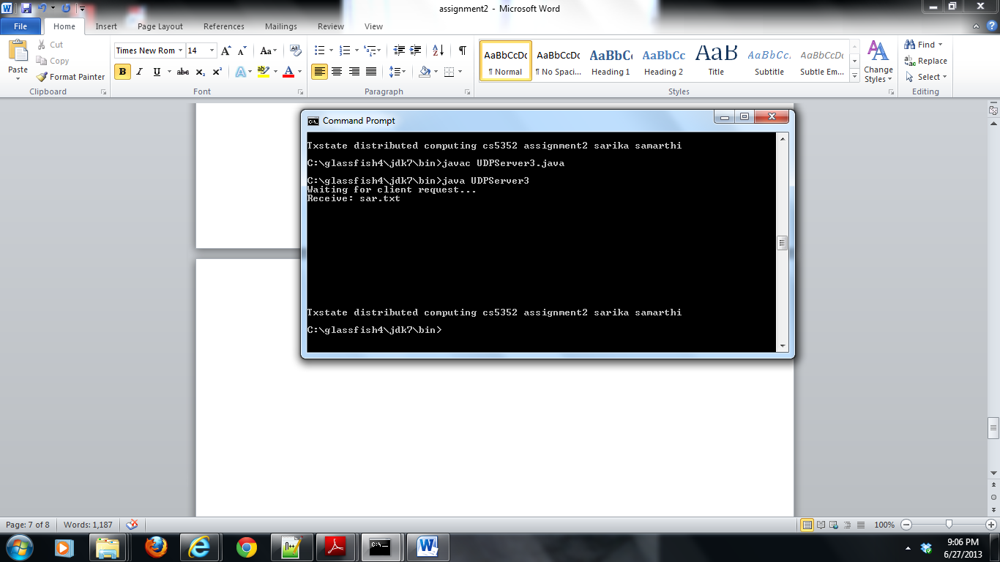 assignment2 - Microsoft Word
File Home Insert Page Layout References Mailings Review View
Paste
Cut
Copy
Format Painter
Clipboard
Times New Rom 14
B I U abc X₂ X²
Font
Paragraph
AaBbCcDc AaBbCcDc AaBbCc AaBbCc AaB AaBbCc. AaBbCcDc
¶ Normal ¶ No Spaci... Heading 1 Heading 2 Title Subtitle Subtle Em...
Change
Styles
Styles
Find
Replace
Select
Editing
Command Prompt
Txstate distributed computing cs5352 assignment2 sarika samarthi
C:\glassfish4\jdk7\bin>javac UDPServer3.java
C:\glassfish4\jdk7\bin>java UDPServer3
Waiting for client request...
Receive: sar.txt
Txstate distributed computing cs5352 assignment2 sarika samarthi
C:\glassfish4\jdk7\bin>
Page: 7 of 8 Words: 1,187 100%
9:06 PM
6/27/2013